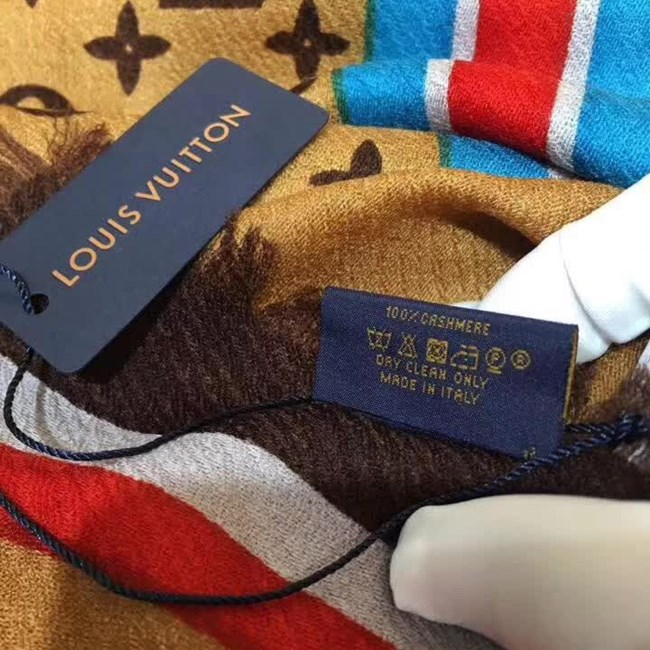 LOUIS VUITTON
100% CASHMERE
DRY CLEAN ONLY
MADE IN ITALY